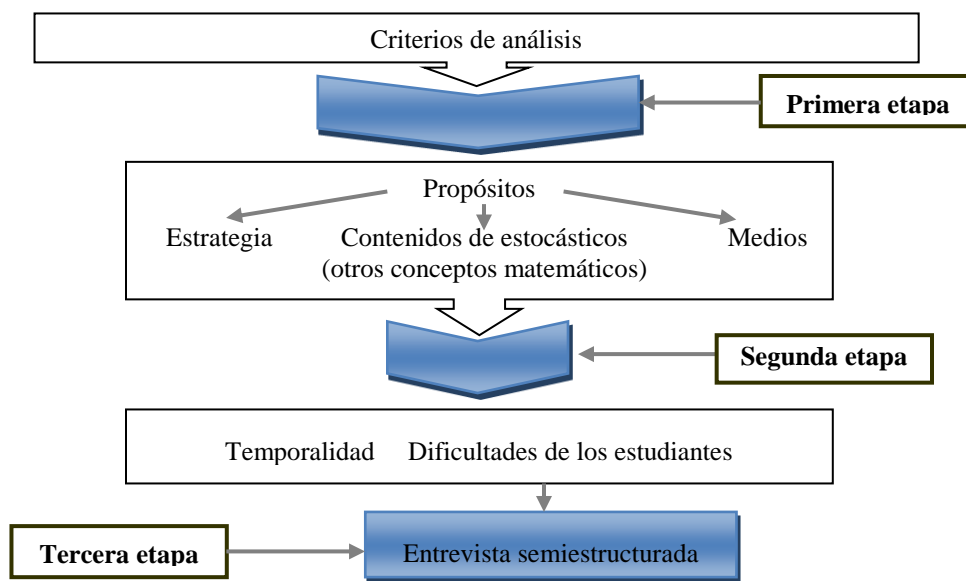 Criterios de análisis
Primera etapa
Propósitos
Estrategia
Contenidos de estocásticos
(otros conceptos matemáticos)
Medios
Segunda etapa
Temporalidad
Dificultades de los estudiantes
Tercera etapa
Entrevista semiestructurada